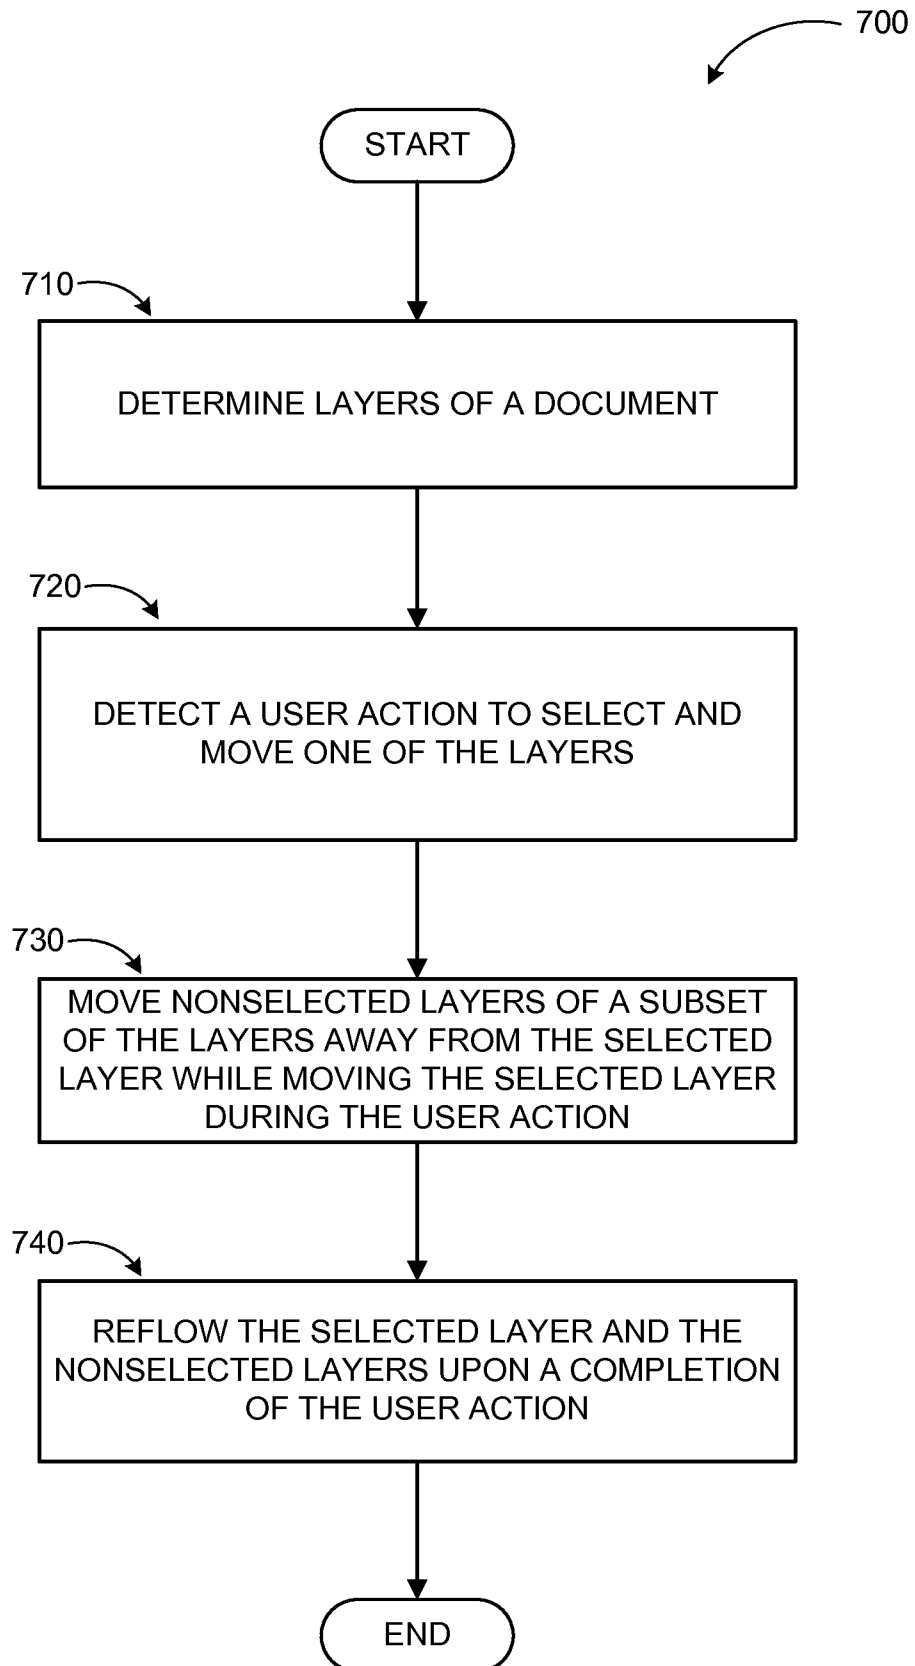 700
START
710
DETERMINE LAYERS OF A DOCUMENT
720
DETECT A USER ACTION TO SELECT AND
MOVE ONE OF THE LAYERS
730
MOVE NONSELECTED LAYERS OF A SUBSET
OF THE LAYERS AWAY FROM THE SELECTED
LAYER WHILE MOVING THE SELECTED LAYER
DURING THE USER ACTION
740
REFLOW THE SELECTED LAYER AND THE
NONSELECTED LAYERS UPON A COMPLETION
OF THE USER ACTION
END